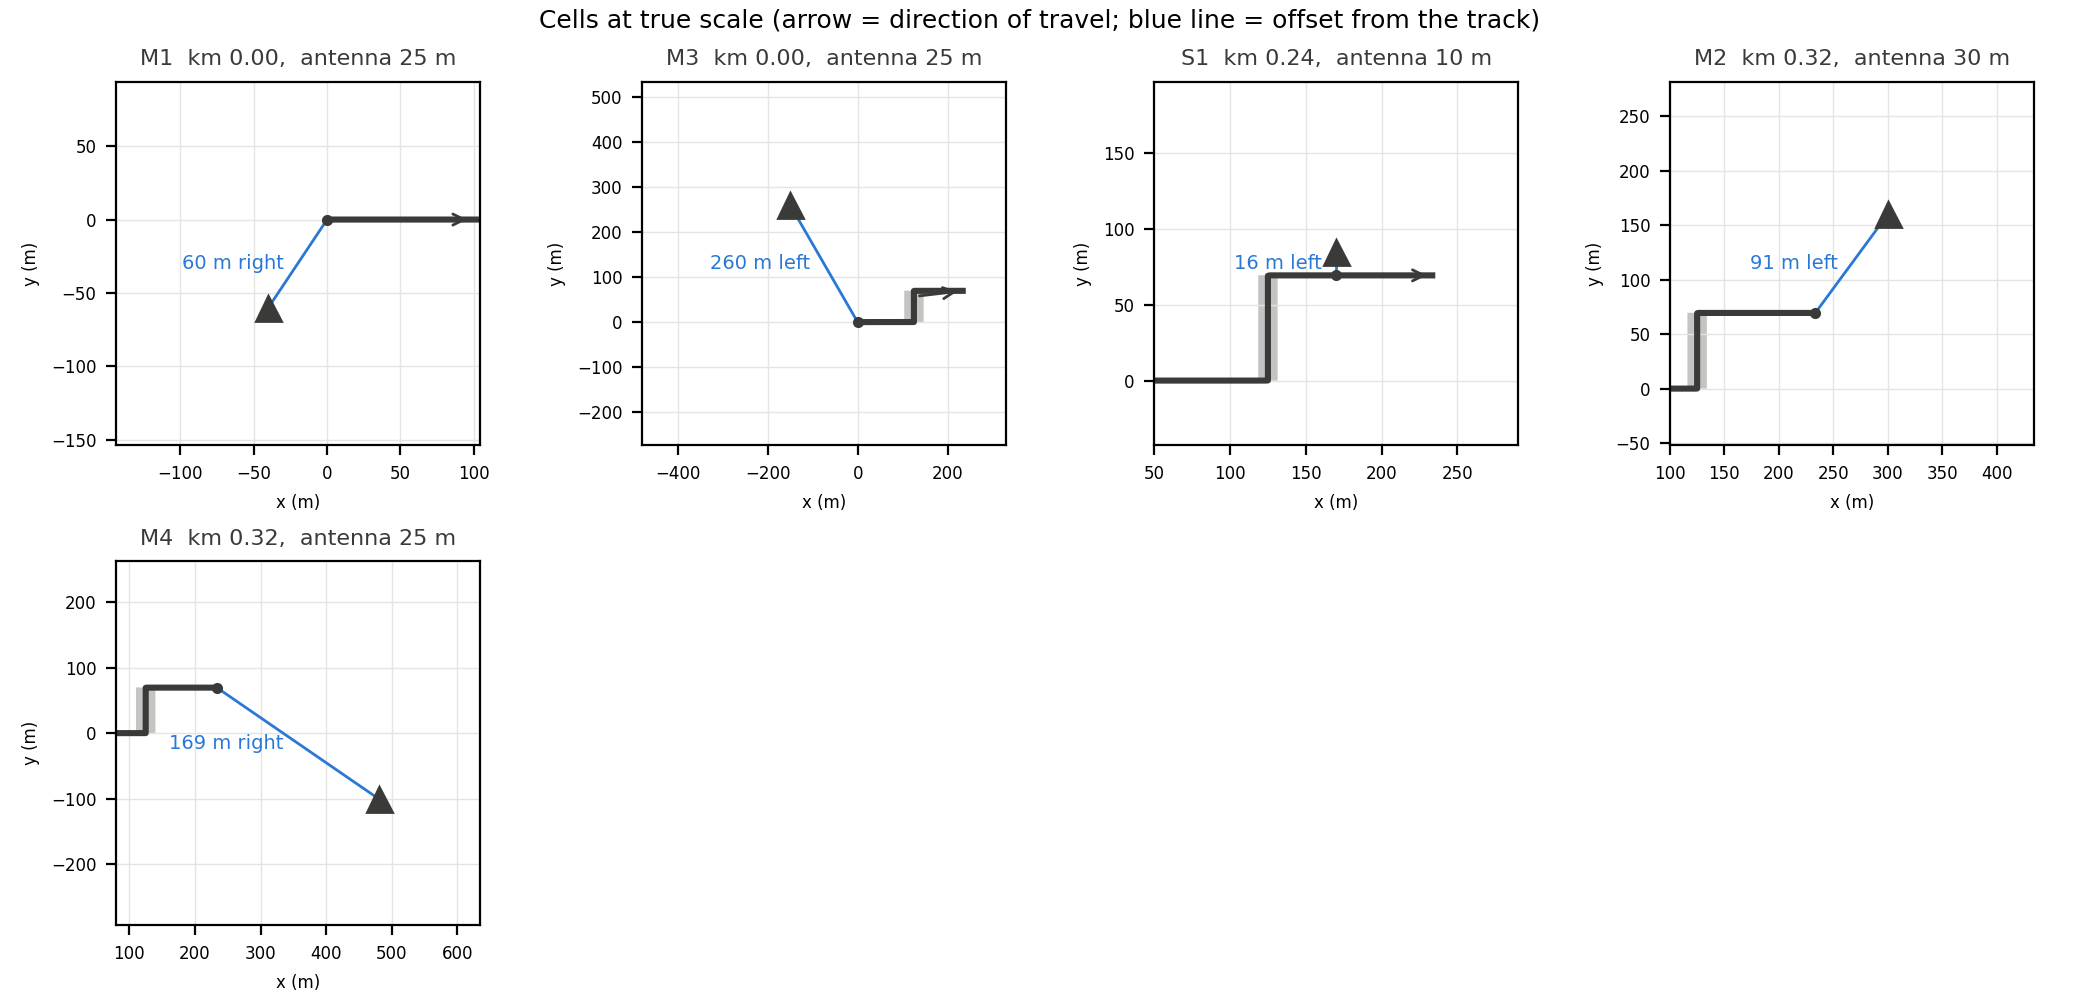 Cells at true scale (arrow = direction of travel; blue line = offset from the track)
M1  km 0.00,  antenna 25 m
50
0
−50
−100
−150
y (m)
60 m right
−100
−50
0
50
100
x (m)
M3  km 0.00,  antenna 25 m
500
400
300
200
100
0
−100
−200
y (m)
260 m left
−400
−200
0
200
x (m)
S1  km 0.24,  antenna 10 m
150
100
50
0
y (m)
16 m left
50
100
150
200
250
x (m)
M2  km 0.32,  antenna 30 m
250
200
150
100
50
0
−50
y (m)
91 m left
100
150
200
250
300
350
400
x (m)
M4  km 0.32,  antenna 25 m
200
100
0
−100
−200
y (m)
169 m right
100
200
300
400
500
600
x (m)